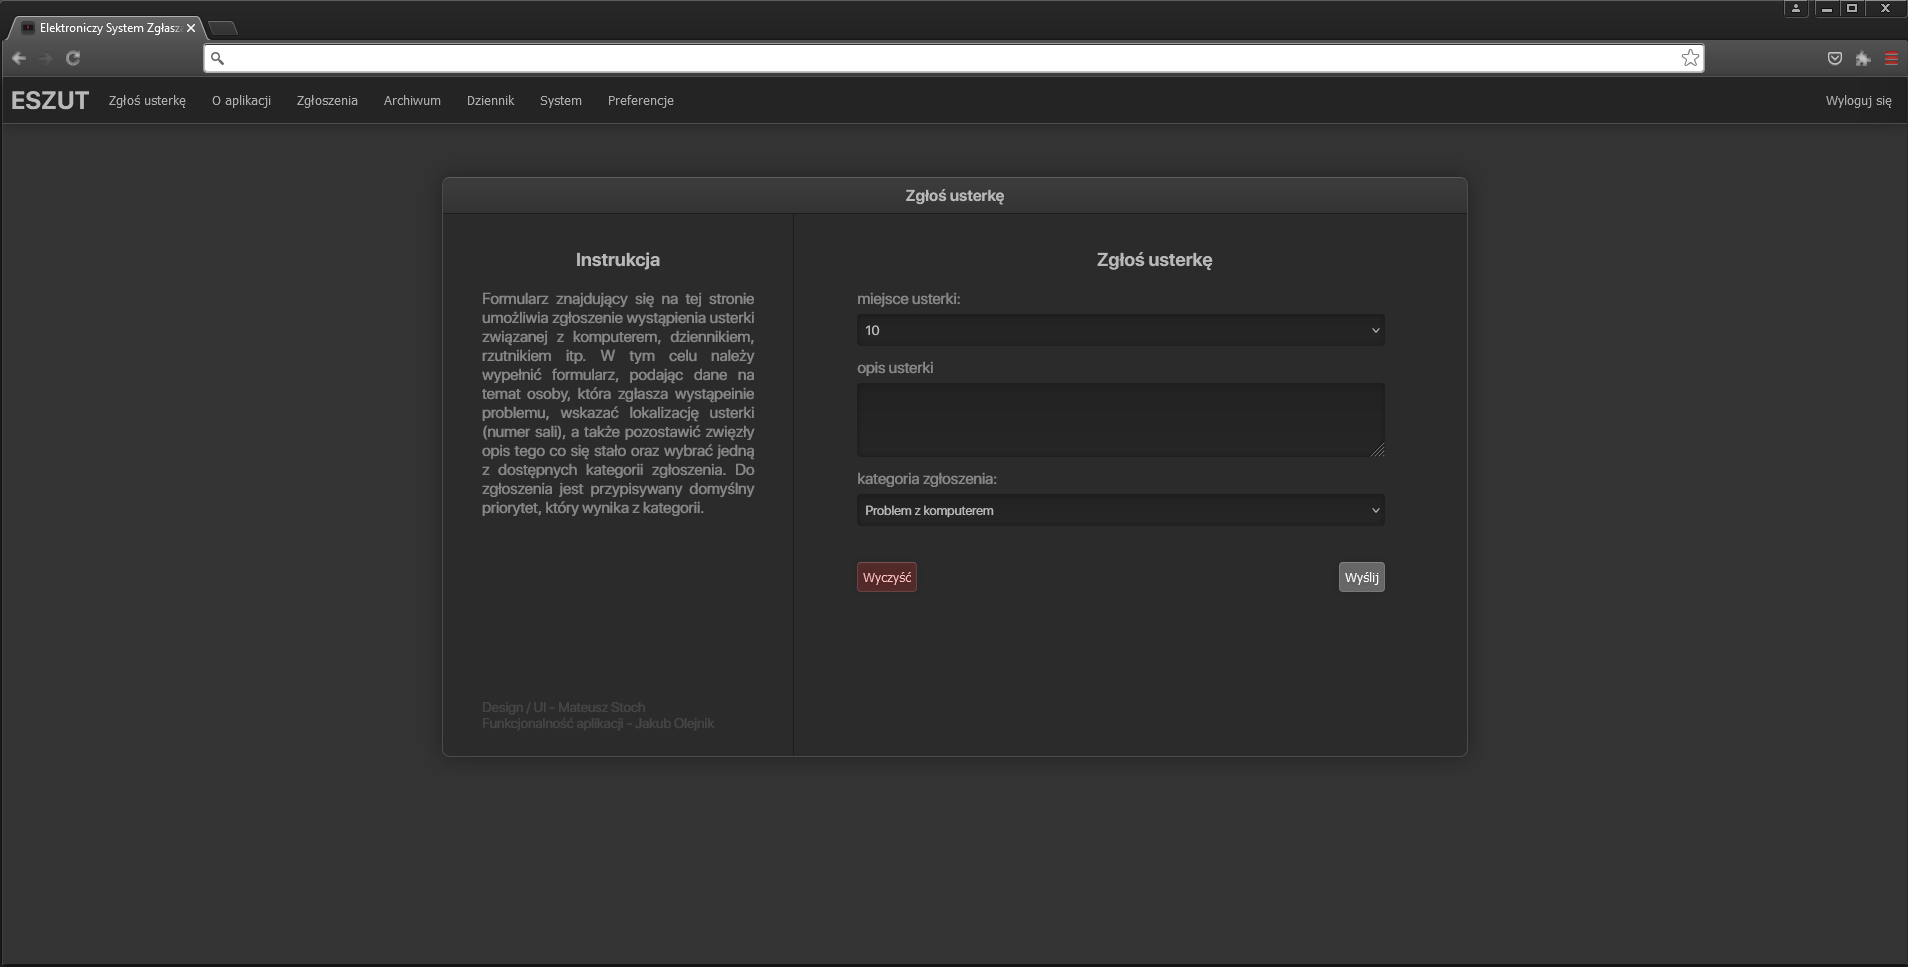 Elektroniczy System Zgłasz
ESZUT Zgłoś usterkę O aplikacji Zgłoszenia Archiwum Dziennik System Preferencje Wyloguj się
Zgłoś usterkę
Instrukcja
Formularz znajdujący się na tej stronie
umożliwia zgłoszenie wystąpienia usterki
związanej z komputerem, dziennikiem,
rzutnikiem itp. W tym celu należy
wypełnić formularz, podając dane na
temat osoby, która zgłasza wystąpeinie
problemu, wskazać lokalizację usterki
(numer sali), a także pozostawić zwięzły
opis tego co się stało oraz wybrać jedną
z dostępnych kategorii zgłoszenia. Do
zgłoszenia jest przypisywany domyślny
priorytet, który wynika z kategorii.
Design / UI - Mateusz Stoch
Funkcjonalność aplikacji - Jakub Olejnik
Zgłoś usterkę
miejsce usterki:
10
opis usterki
kategoria zgłoszenia:
Problem z komputerem
Wyczyść Wyślij